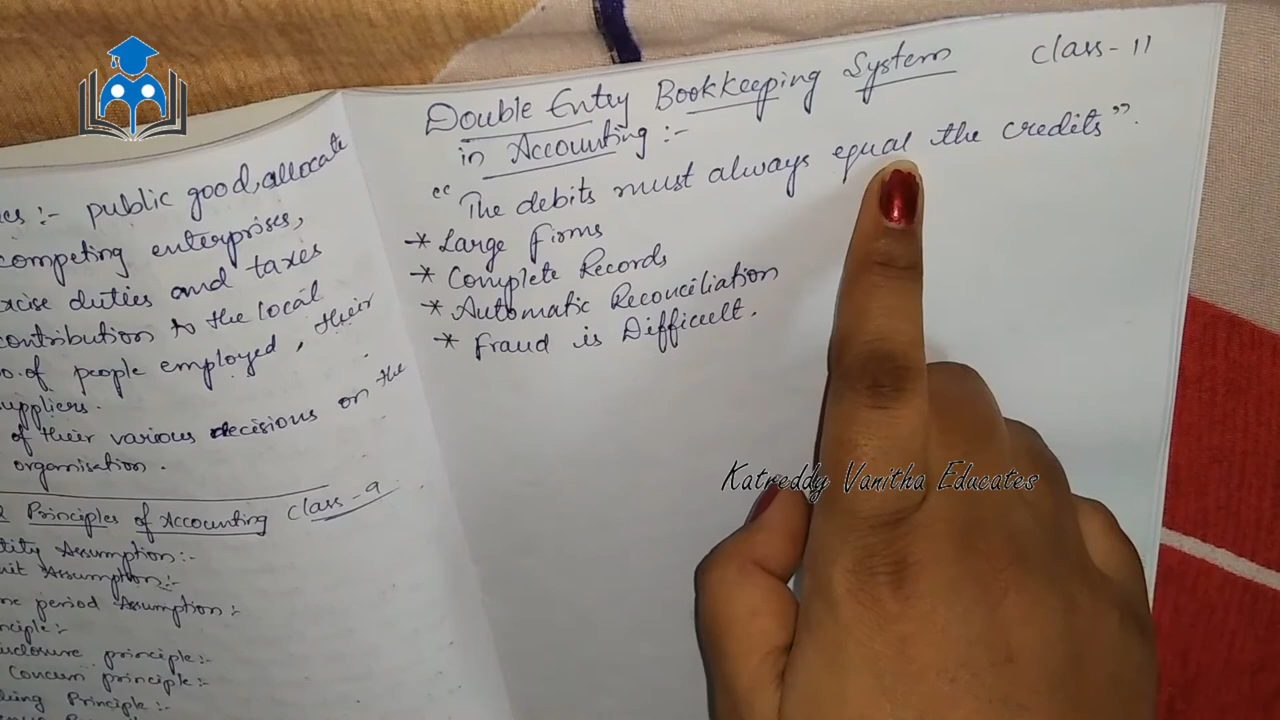 public good, allocate
competing enterprises,
duties and taxes
contribution to the local
of people employed, their
suppliers.
of their various decisions on the
organisation.
Principles of Accounting Class-9
Assumption:-
Assumption:-
period Assumption:-
principle:-
Concern principle:-
Principle:-
Double Entry Bookkeeping System Class-11
in Accounting :-
"The debits must always equal the credits".
* Large firms
* Complete Records
* Automatic Reconciliation
* Fraud is Difficult.
Katreddy Vanitha Educates